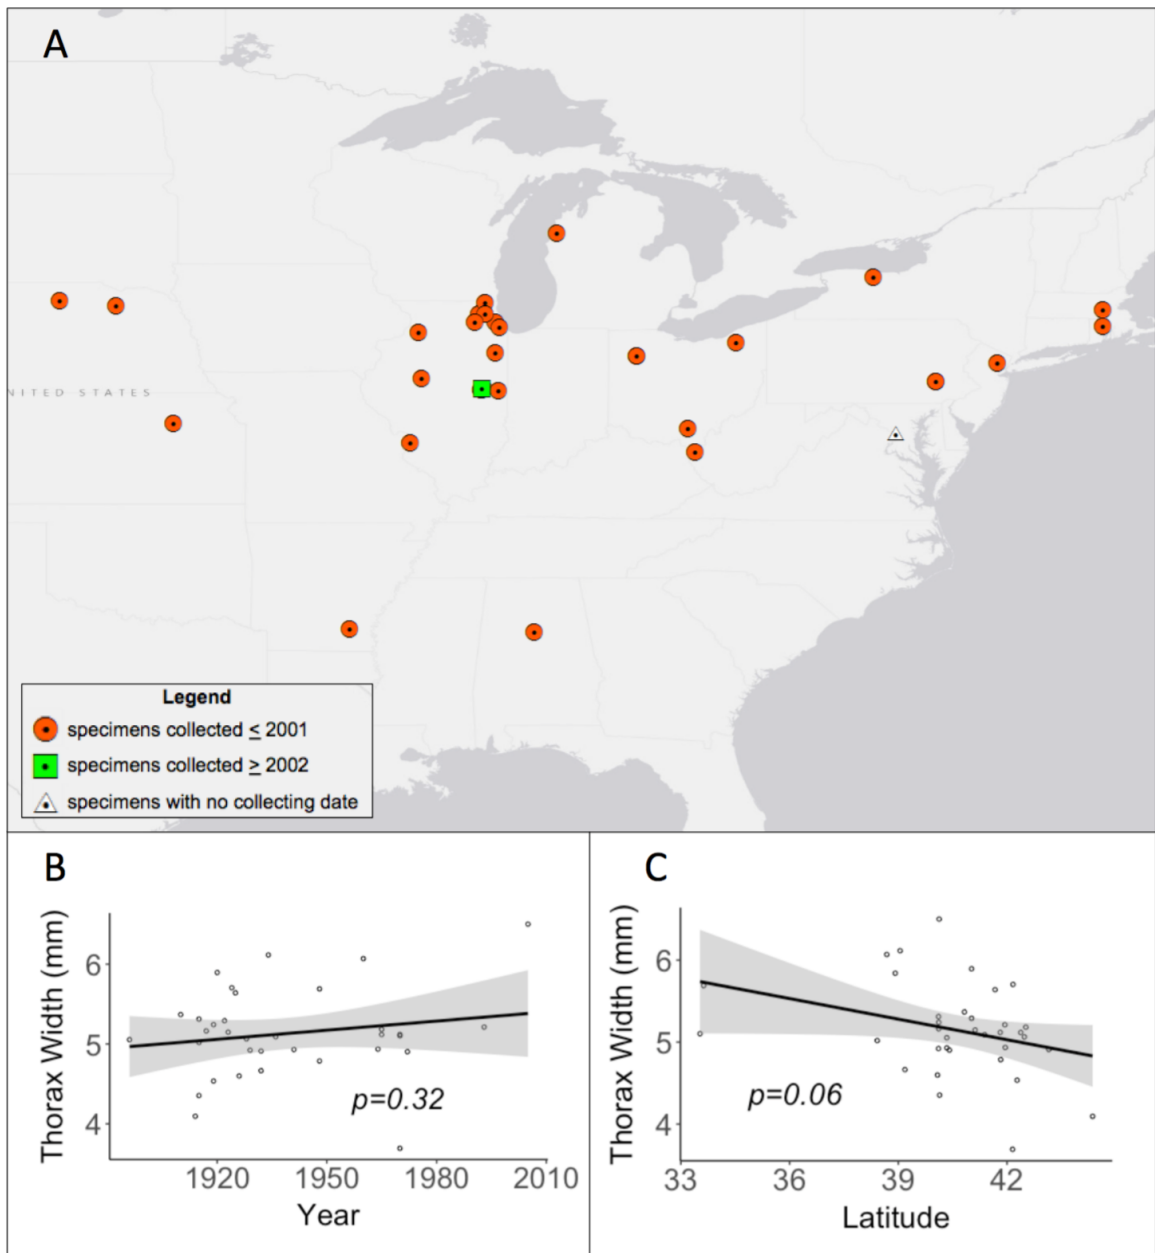 A
NITED STATES
Legend
specimens collected ≤ 2001
specimens collected ≥ 2002
specimens with no collecting date
B
Thorax Width (mm)
6
5
4
p=0.32
1920 1950 1980 2010
Year
C
Thorax Width (mm)
6
5
4
p=0.06
33 36 39 42
Latitude